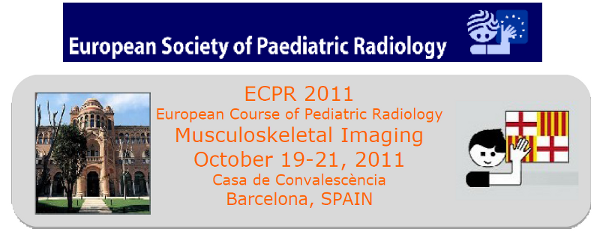 European Society of Paediatric Radiology
ECPR 2011
European Course of Pediatric Radiology
Musculoskeletal Imaging
October 19-21, 2011
Casa de Convalescència
Barcelona, SPAIN